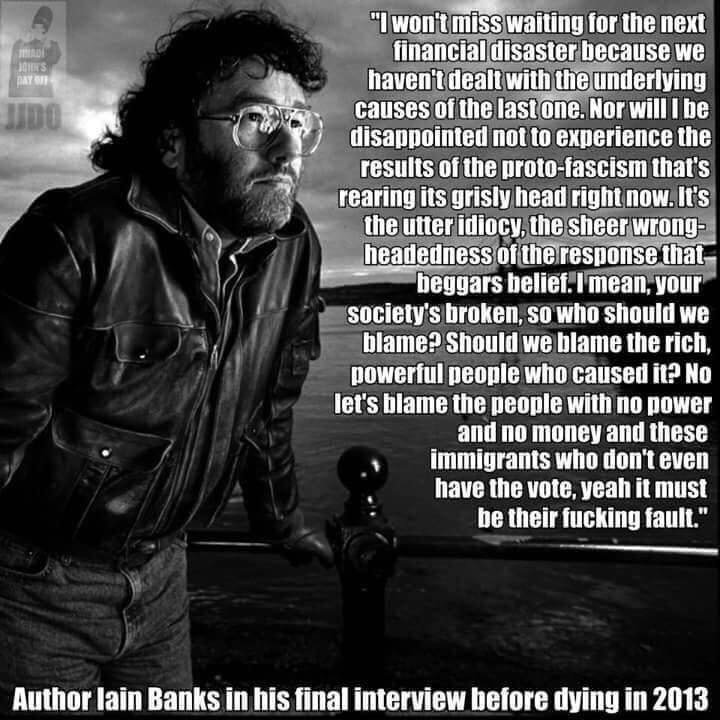 JIHADI
JOHN'S
DAY OFF
JJDO
"I won't miss waiting for the next
financial disaster because we
haven't dealt with the underlying
causes of the last one. Nor will I be
disappointed not to experience the
results of the proto-fascism that's
rearing its grisly head right now. It's
the utter idiocy, the sheer wrong-
headedness of the response that
beggars belief. I mean, your
society's broken, so who should we
blame? Should we blame the rich,
powerful people who caused it? No
let's blame the people with no power
and no money and these
immigrants who don't even
have the vote, yeah it must
be their fucking fault."
Author Iain Banks in his final interview before dying in 2013